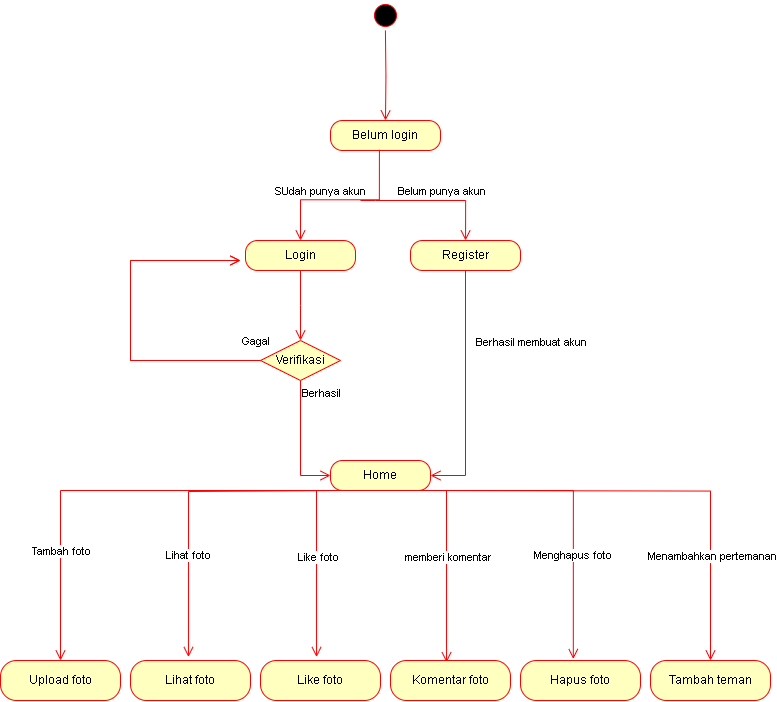 Belum login
SUdah punya akun
Belum punya akun
Login
Register
Gagal
Berhasil membuat akun
Verifikasi
Berhasil
Home
Tambah foto
Lihat foto
Like foto
memberi komentar
Menghapus foto
Menambahkan pertemanan
Upload foto
Lihat foto
Like foto
Komentar foto
Hapus foto
Tambah teman